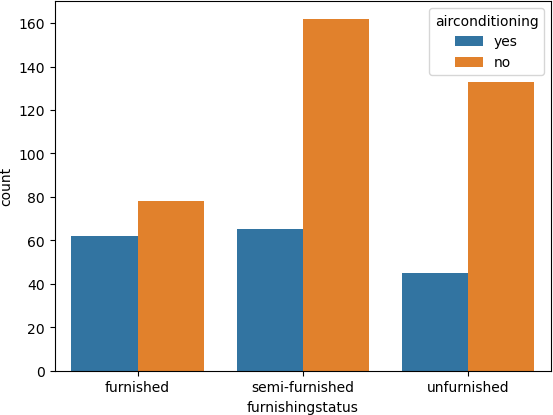 160
140
120
100
80
60
40
20
0
count
airconditioning
yes
no
furnished semi-furnished unfurnished
furnishingstatus